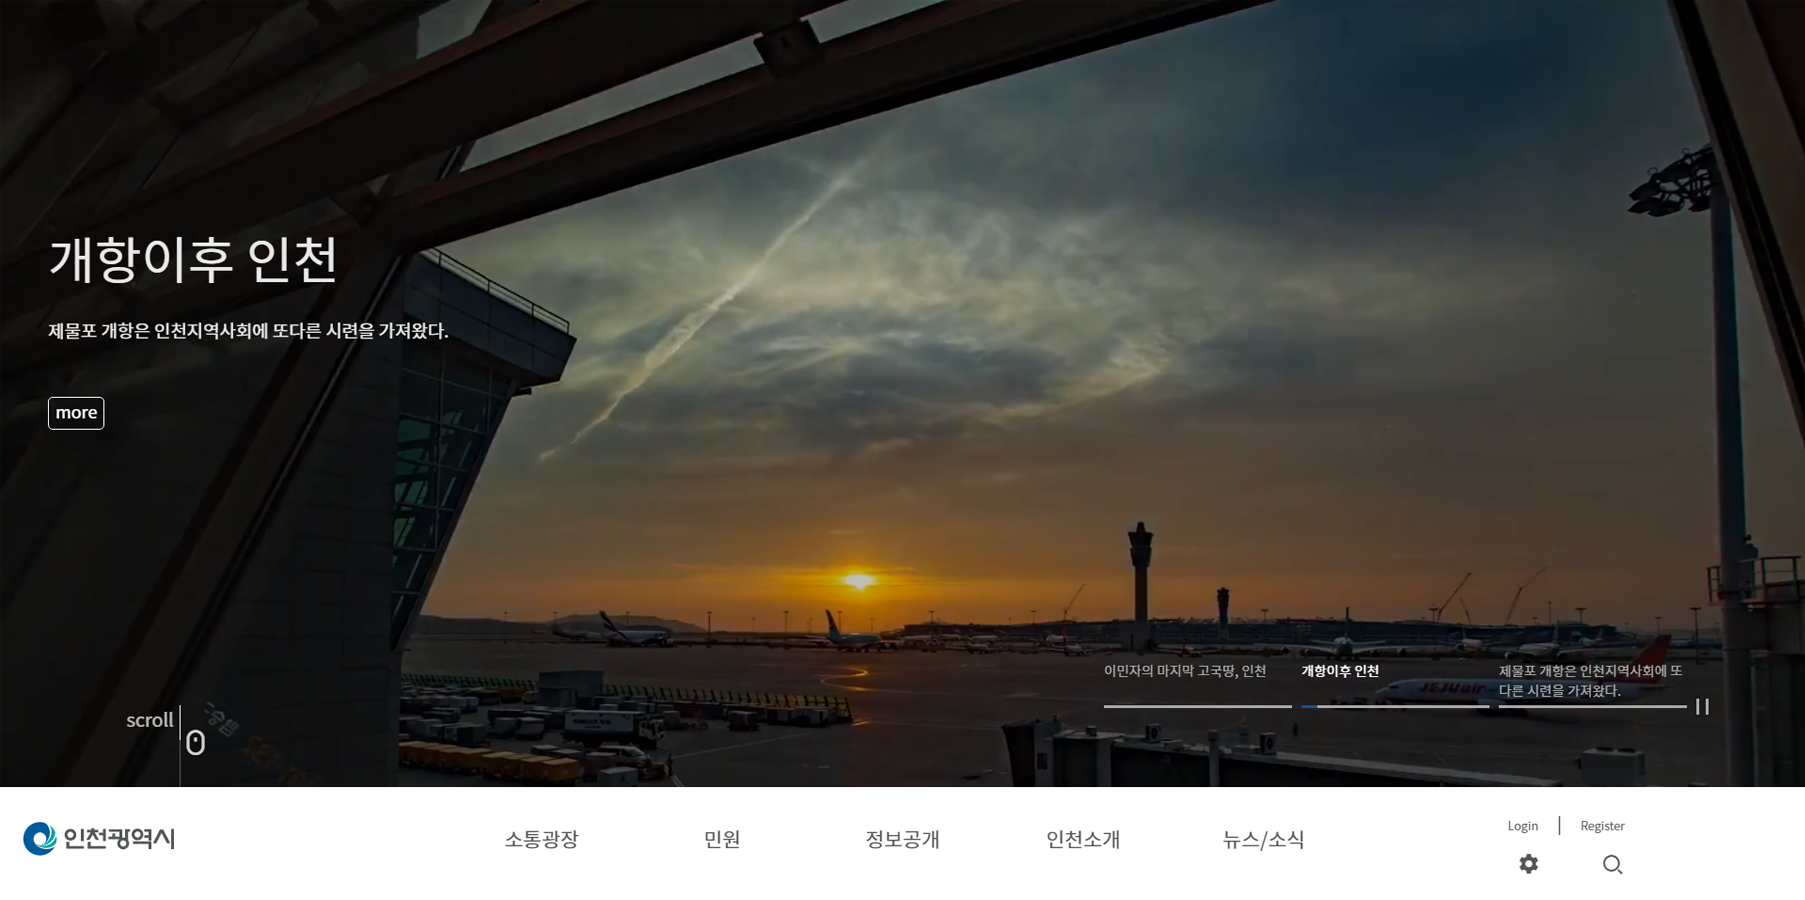 개항이후 인천
제물포 개항은 인천지역사회에 또다른 시련을 가져왔다.
more
이민자의 마지막 고국땅, 인천
개항이후 인천
제물포 개항은 인천지역사회에 또
다른 시련을 가져왔다.
JEJUair
scroll
인천광역시
소통광장
민원
정보공개
인천소개
뉴스/소식
Login
Register